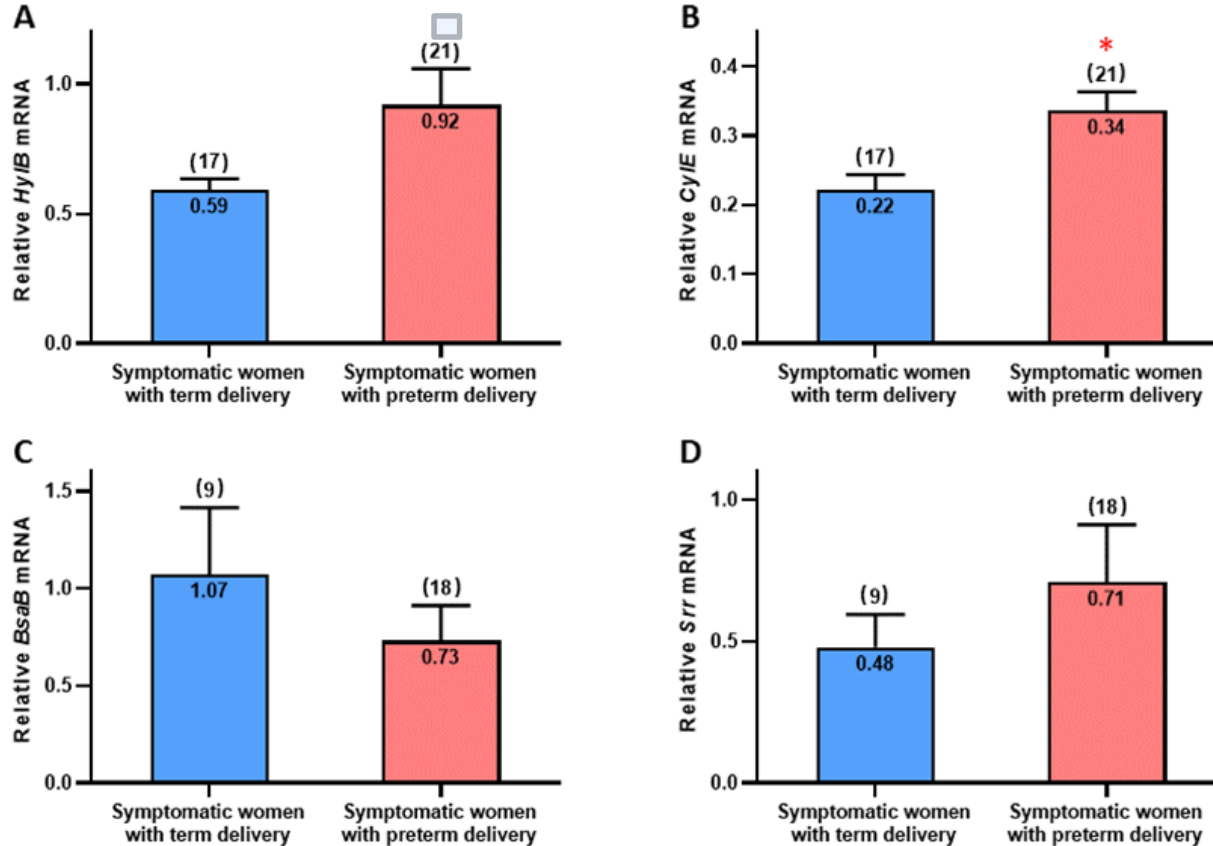 A
Relative HylB mRNA
1.0
0.5
0.0
(17)
0.59
(21)
0.92
Symptomatic women
with term delivery
Symptomatic women
with preterm delivery
B
Relative CylE mRNA
0.4
0.3
0.2
0.1
0.0
(17)
0.22
*
(21)
0.34
Symptomatic women
with term delivery
Symptomatic women
with preterm delivery
C
Relative BsaB mRNA
1.5
1.0
0.5
0.0
(9)
1.07
(18)
0.73
Symptomatic women
with term delivery
Symptomatic women
with preterm delivery
D
Relative Srr mRNA
1.0
0.5
0.0
(9)
0.48
(18)
0.71
Symptomatic women
with term delivery
Symptomatic women
with preterm delivery